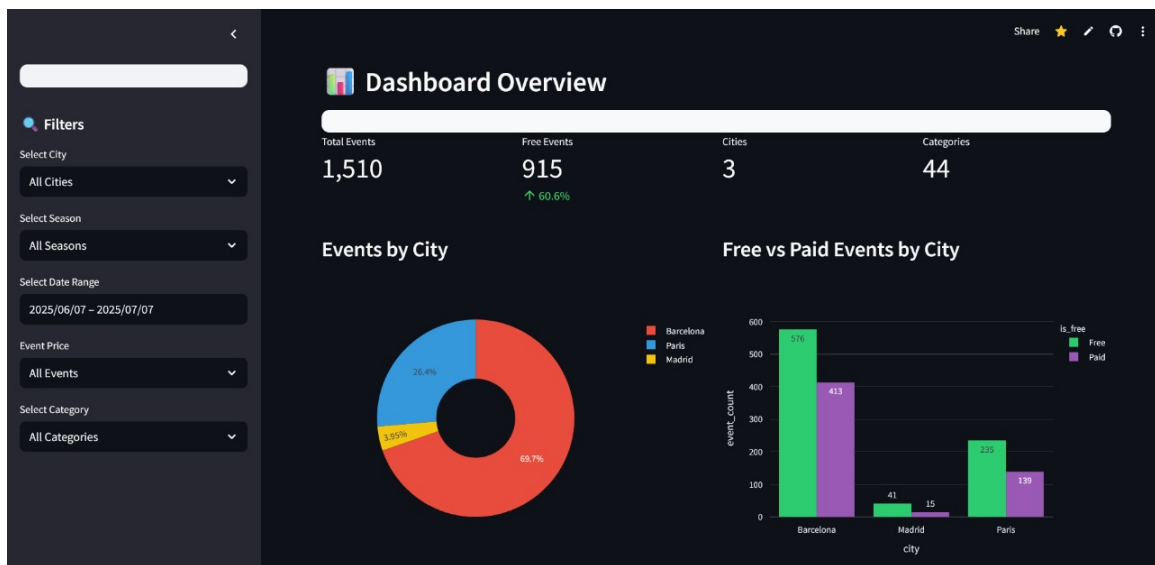 Share
Dashboard Overview
Filters
Select City
All Cities
Select Season
All Seasons
Select Date Range
2025/06/07 – 2025/07/07
Event Price
All Events
Select Category
All Categories
Total Events
1,510
Free Events
915
↑ 60.6%
Cities
3
Categories
44
Events by City
Barcelona
Paris
Madrid
26.4%
3.95%
69.7%
Free vs Paid Events by City
is_free
Free
Paid
event_count
600
500
400
300
200
100
0
576
413
41
15
235
139
Barcelona
Madrid
Paris
city